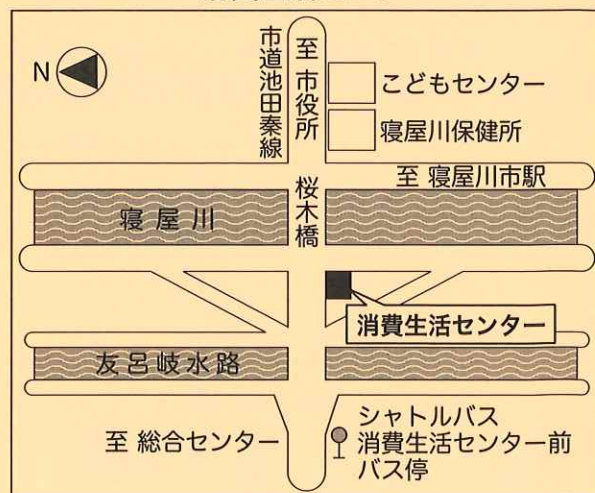 N
市道池田秦線
至 市役所
こどもセンター
寝屋川保健所
至 寝屋川市駅
桜木橋
寝屋川
消費生活センター
友呂岐水路
至 総合センター
シャトルバス
消費生活センター前
バス停